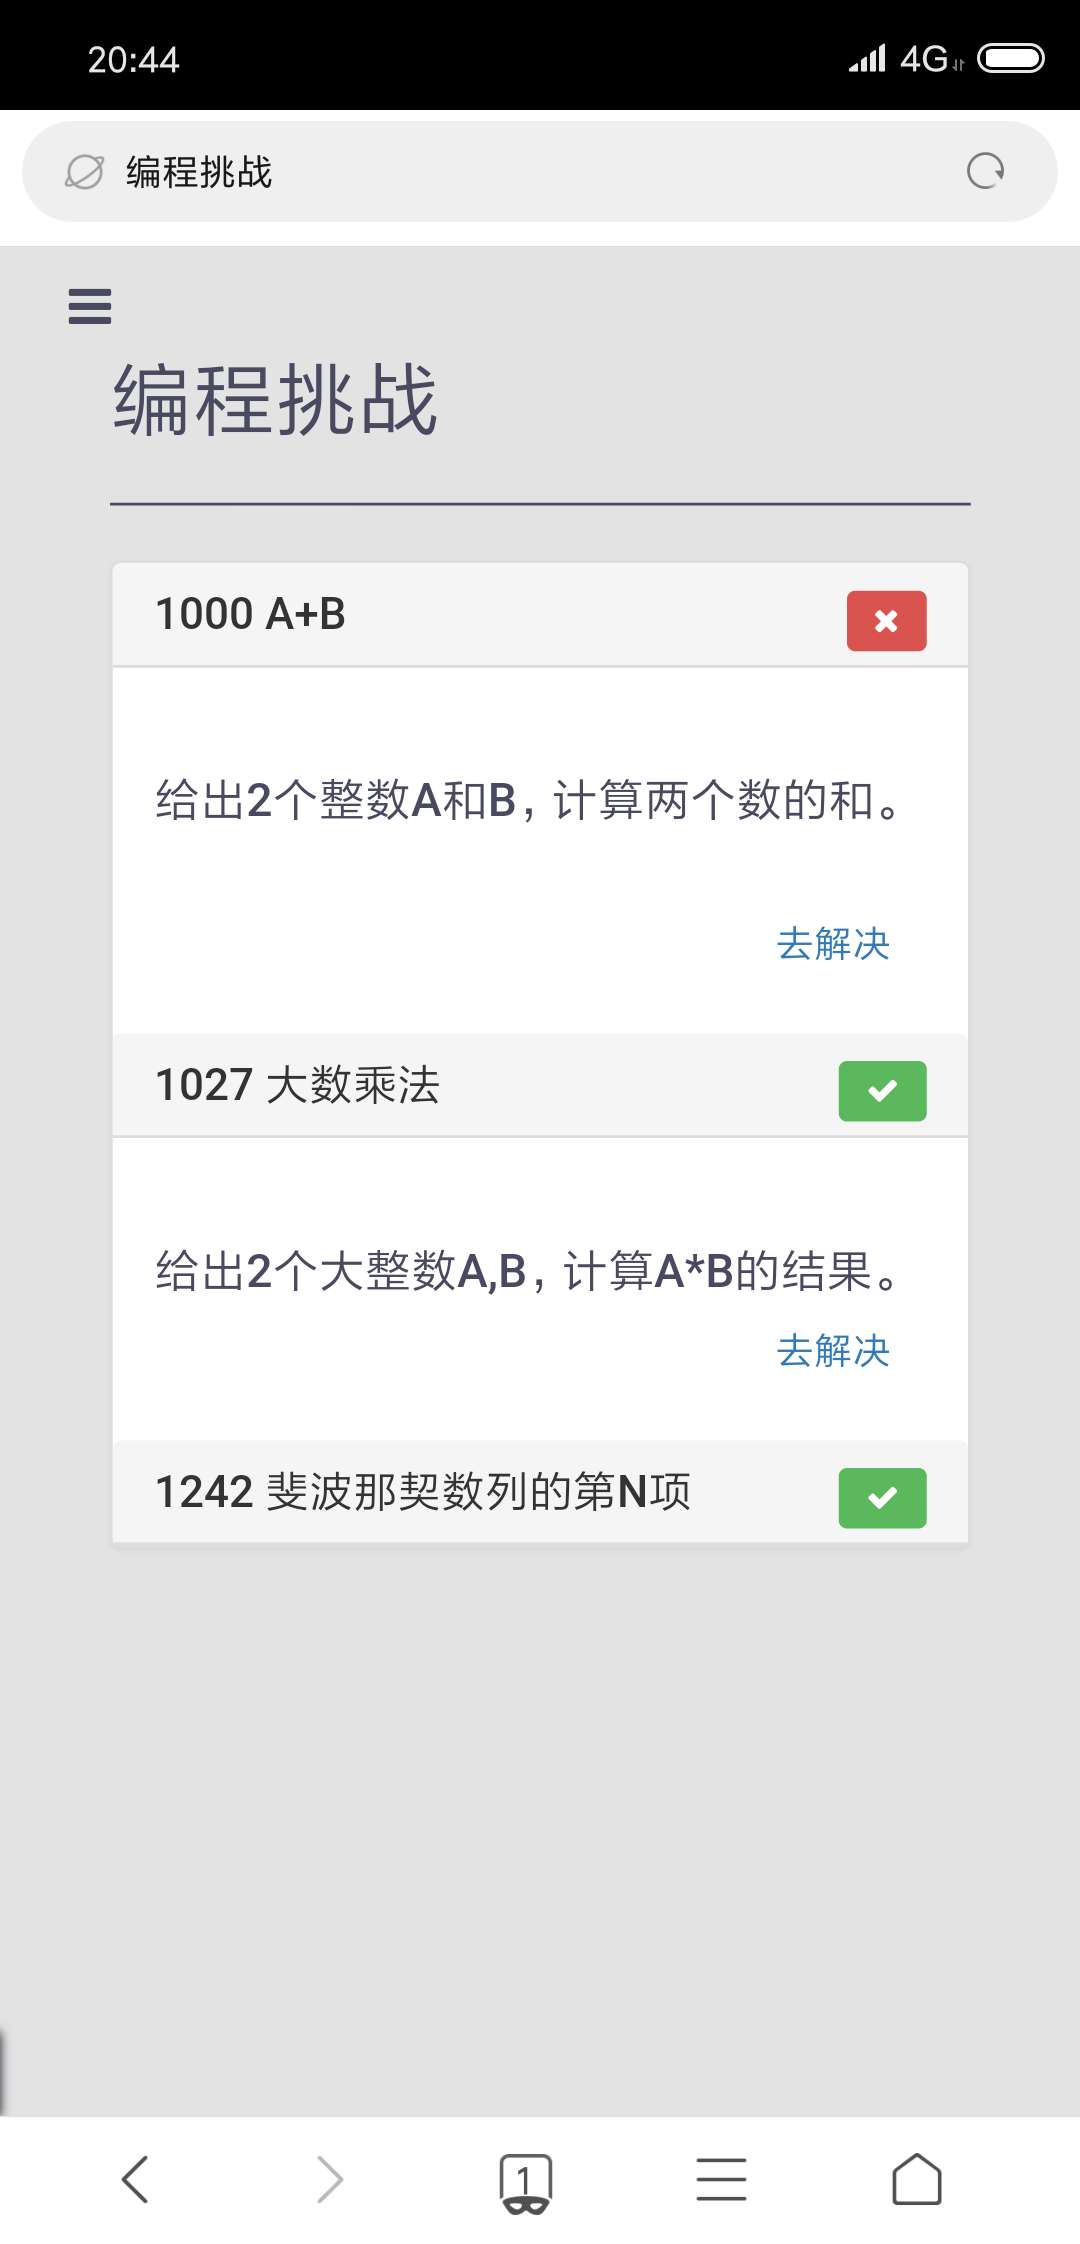 20:44
4G
编程挑战
编程挑战
1000 A+B
给出2个整数A和B，计算两个数的和。
去解决
1027 大数乘法
给出2个大整数A,B，计算A*B的结果。
去解决
1242 斐波那契数列的第N项
1